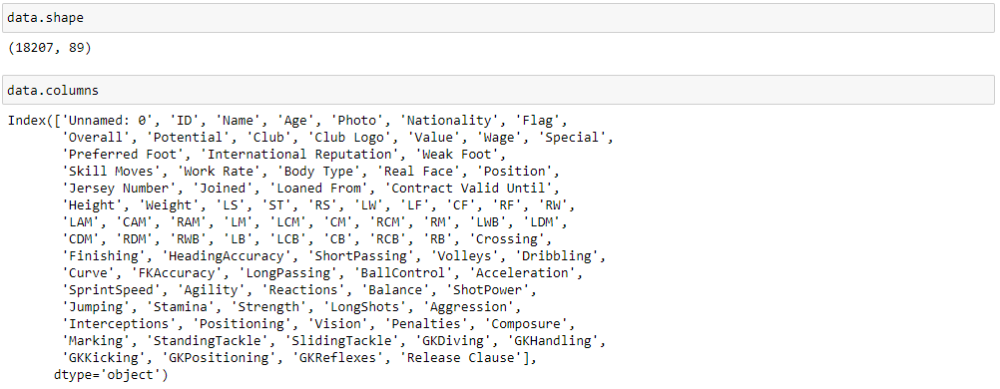 data.shape
(18207, 89)
data.columns
Index(['Unnamed: 0', 'ID', 'Name', 'Age', 'Photo', 'Nationality', 'Flag',
'Overall', 'Potential', 'Club', 'Club Logo', 'Value', 'Wage', 'Special',
'Preferred Foot', 'International Reputation', 'Weak Foot',
'Skill Moves', 'Work Rate', 'Body Type', 'Real Face', 'Position',
'Jersey Number', 'Joined', 'Loaned From', 'Contract Valid Until',
'Height', 'Weight', 'LS', 'ST', 'RS', 'LW', 'LF', 'CF', 'RF', 'RW',
'LAM', 'CAM', 'RAM', 'LM', 'LCM', 'CM', 'RCM', 'RM', 'LWB', 'LDM',
'CDM', 'RDM', 'RWB', 'LB', 'LCB', 'CB', 'RCB', 'RB', 'Crossing',
'Finishing', 'HeadingAccuracy', 'ShortPassing', 'Volleys', 'Dribbling',
'Curve', 'FKAccuracy', 'LongPassing', 'BallControl', 'Acceleration',
'SprintSpeed', 'Agility', 'Reactions', 'Balance', 'ShotPower',
'Jumping', 'Stamina', 'Strength', 'LongShots', 'Aggression',
'Interceptions', 'Positioning', 'Vision', 'Penalties', 'Composure',
'Marking', 'StandingTackle', 'SlidingTackle', 'GKDiving', 'GKHandling',
'GKKicking', 'GKPositioning', 'GKReflexes', 'Release Clause'],
dtype='object')